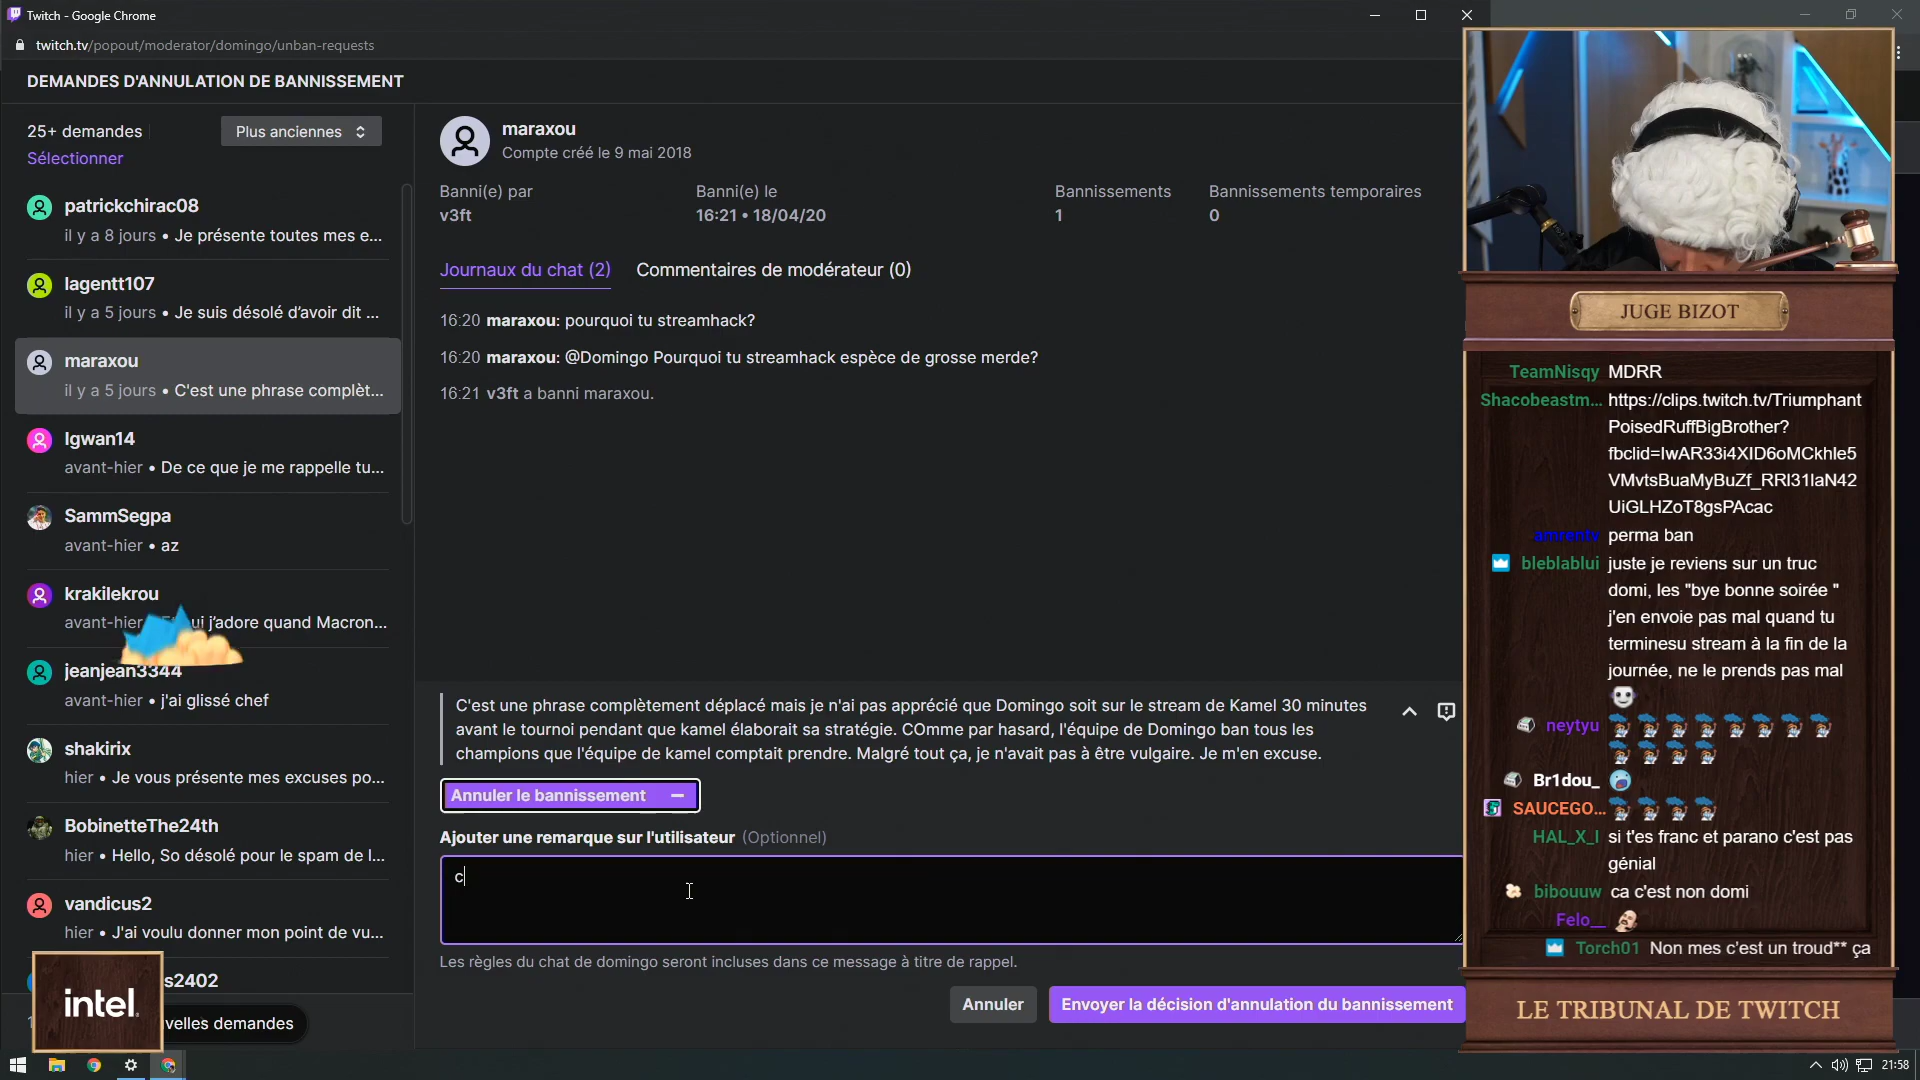 Twitch - Google Chrome
twitch.tv/popout/moderator/domingo/unban-requests
DEMANDES D'ANNULATION DE BANNISSEMENT
25+ demandes
Plus anciennes
Sélectionner
patrickchirac08
il y a 8 jours • Je présente toutes mes e...
lagentt107
il y a 5 jours • Je suis désolé d'avoir dit ...
maraxou
il y a 5 jours • C'est une phrase complèt...
Igwan14
avant-hier • De ce que je me rappelle tu...
SammSegpa
avant-hier • az
krakilekrou
avant-hier ui j'adore quand Macron...
jeanjean3344
avant-hier • j'ai glissé chef
shakirix
hier • Je vous présente mes excuses po...
BobinetteThe24th
hier • Hello, So désolé pour le spam de l...
vandicus2
hier • J'ai voulu donner mon point de vu...
s2402
velles demandes
intel.
maraxou
Compte créé le 9 mai 2018
Banni(e) par
v3ft
Banni(e) le
16:21 • 18/04/20
Bannissements
1
Bannissements temporaires
0
Journaux du chat (2)
Commentaires de modérateur (0)
16:20 maraxou: pourquoi tu streamhack?
16:20 maraxou: @Domingo Pourquoi tu streamhack espèce de grosse merde?
16:21 v3ft a banni maraxou.
C'est une phrase complètement déplacé mais je n'ai pas apprécié que Domingo soit sur le stream de Kamel 30 minutes
avant le tournoi pendant que kamel élaborait sa stratégie. COmme par hasard, l'équipe de Domingo ban tous les
champions que l'équipe de kamel comptait prendre. Malgré tout ça, je n'avait pas à être vulgaire. Je m'en excuse.
Annuler le bannissement
Ajouter une remarque sur l'utilisateur (Optionnel)
c
Les règles du chat de domingo seront incluses dans ce message à titre de rappel.
Annuler
Envoyer la décision d'annulation du bannissement
JUGE BIZOT
TeamNisqy MDRR
Shacobeastm... https://clips.twitch.tv/Triumphant
PoisedRuffBigBrother?
fbclid=IwAR33i4XID6oMCkhle5
VMvtsBuaMyBuZf_RRl31laN42
UiGLHZoT8gsPAcac
amrentv perma ban
bleblablui juste je reviens sur un truc
domi, les "bye bonne soirée "
j'en envoie pas mal quand tu
terminesu stream à la fin de la
journée, ne le prends pas mal
neytyu
Br1dou_
SAUCEGO...
HAL_X_I si t'es franc et parano c'est pas
génial
bibouuw ca c'est non domi
Felo__
Torch01 Non mes c'est un troud** ça
LE TRIBUNAL DE TWITCH
21:58